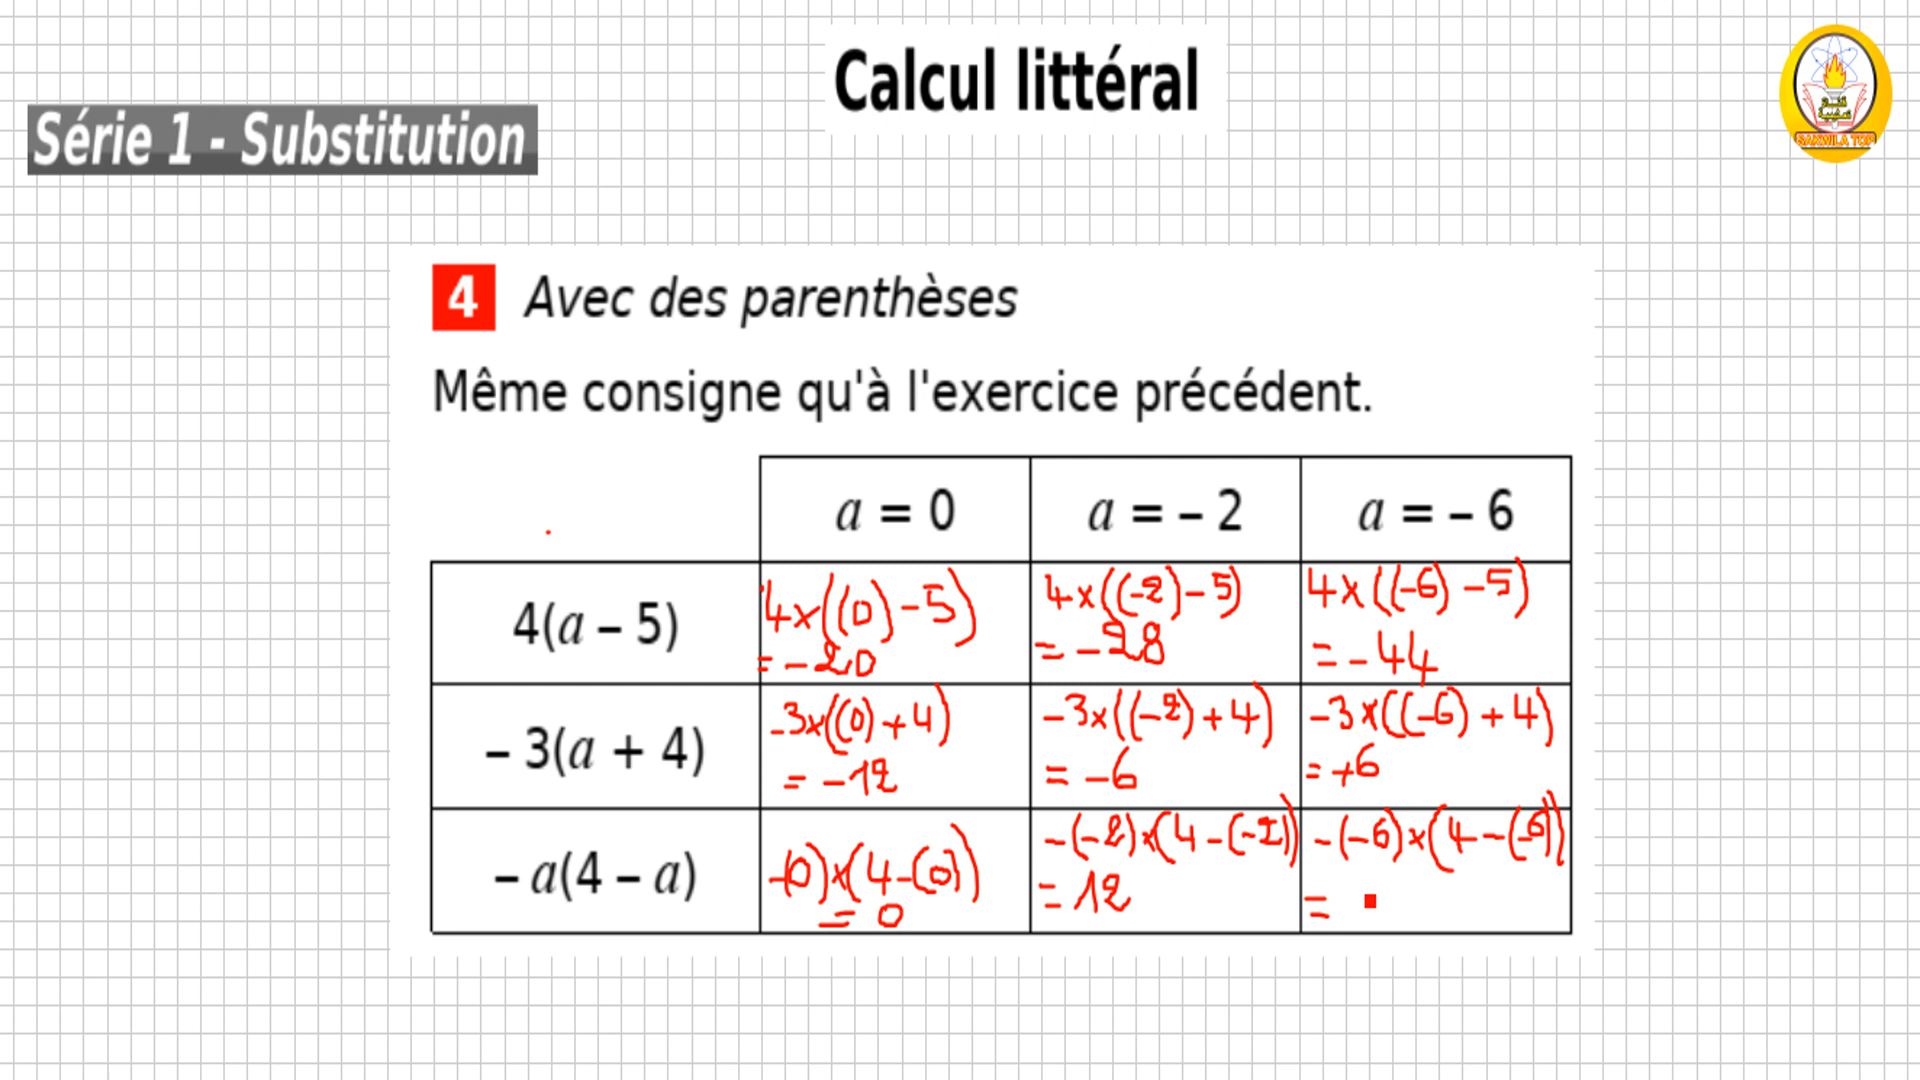 Calcul littéral
Série 1 - Substitution
SAKWILA TOP
4 Avec des parenthèses
Même consigne qu'à l'exercice précédent.
a = 0 a = – 2 a = – 6
4(a – 5)
4×((0)-5)
= -20
4×((-2)-5)
= -28
4×((-6)-5)
= -44
– 3(a + 4)
-3×((0)+4)
= -12
-3×((-2)+4)
= -6
-3×((-6)+4)
= +6
– a(4 – a)
-(0)×(4-(0))
= 0
-(-2)×(4-(-2))
= 12
-(-6)×(4-(-6))
=